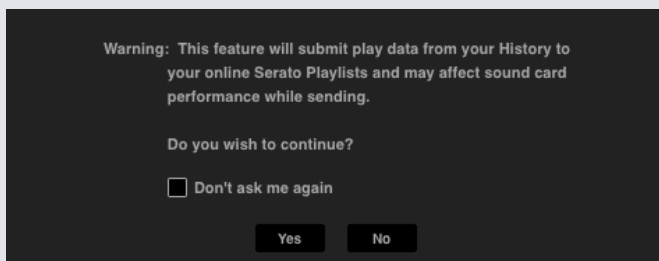 Warning: This feature will submit play data from your History to
your online Serato Playlists and may affect sound card
performance while sending.
Do you wish to continue?
Don't ask me again
Yes No